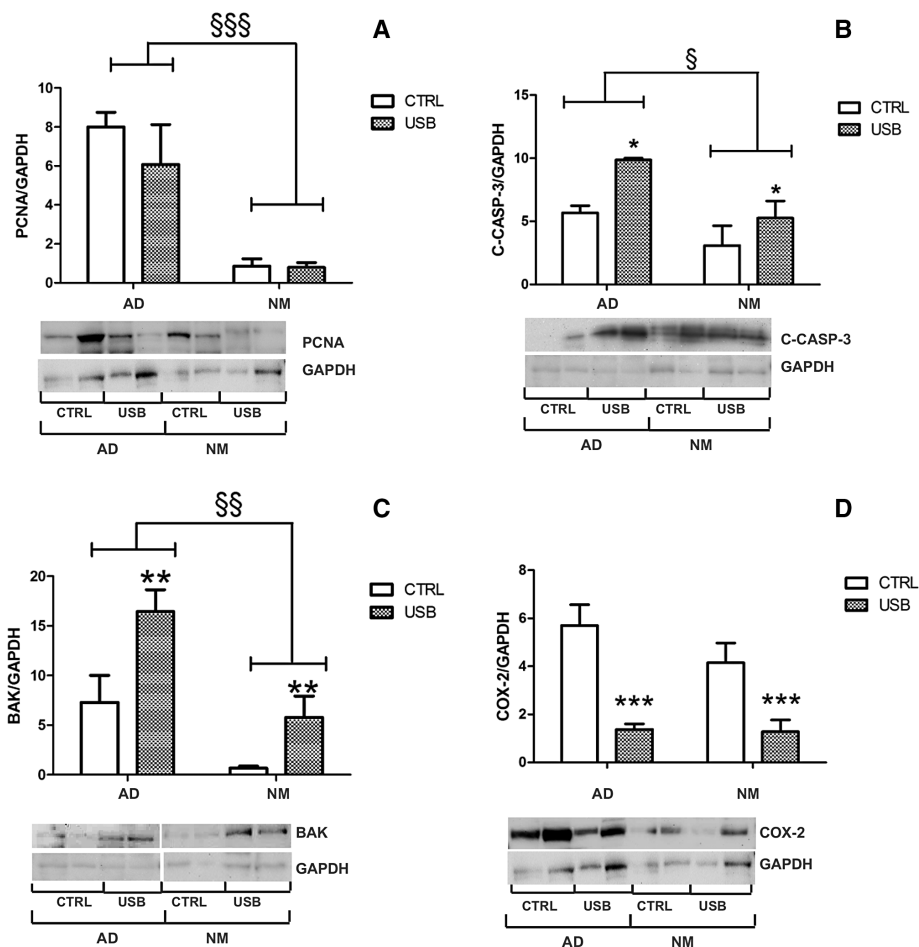 A
§§§
PCNA/GAPDH
10
8
6
4
2
0
CTRL
USB
AD NM
PCNA
GAPDH
CTRL USB CTRL USB
AD NM
B
§
C-CASP-3/GAPDH
15
10
5
0
*
*
CTRL
USB
AD NM
C-CASP-3
GAPDH
CTRL USB CTRL USB
AD NM
C
§§
BAK/GAPDH
20
15
10
5
0
**
**
CTRL
USB
AD NM
BAK
GAPDH
CTRL USB CTRL USB
AD NM
D
COX-2/GAPDH
8
6
4
2
0
***
***
CTRL
USB
AD NM
COX-2
GAPDH
CTRL USB CTRL USB
AD NM